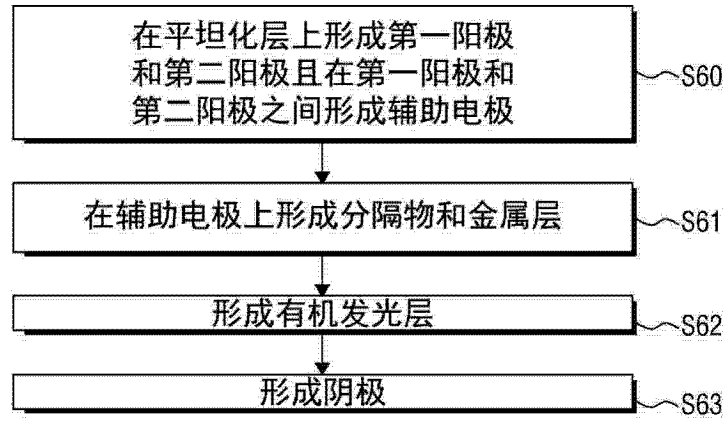 在平坦化层上形成第一阳极
和第二阳极且在第一阳极和
第二阳极之间形成辅助电极
S60
在辅助电极上形成分隔物和金属层
S61
形成有机发光层
S62
形成阴极
S63